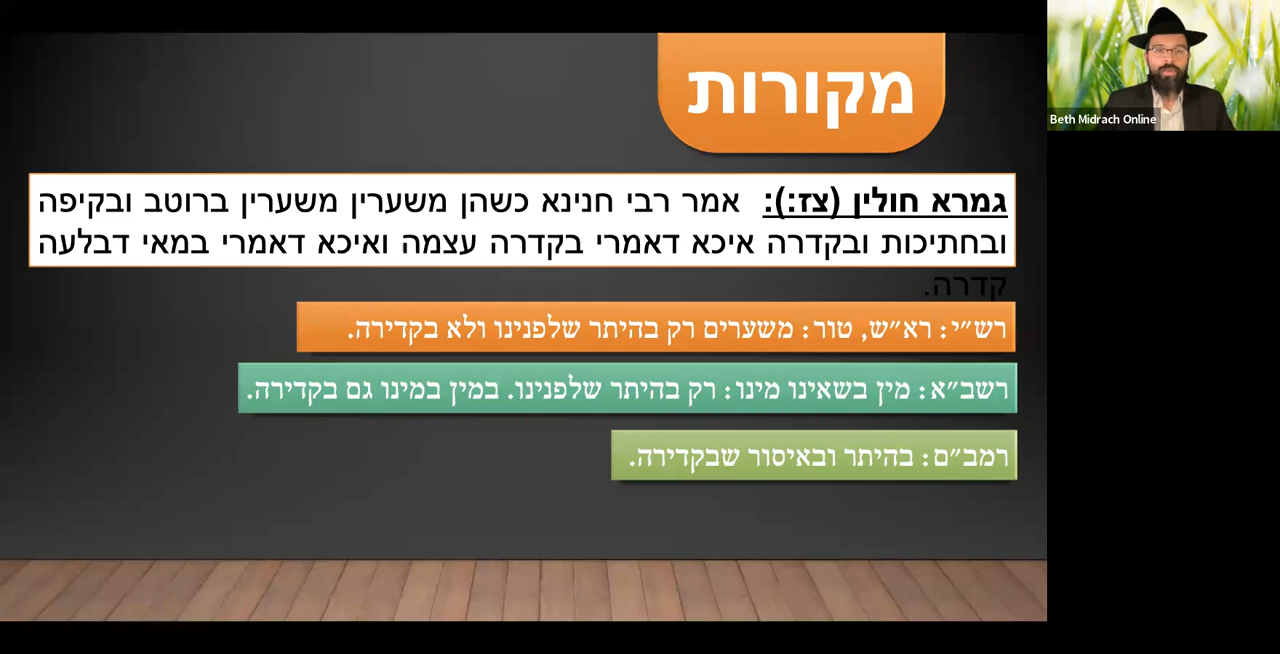 מקורות
גמרא חולין (צז:): אמר רבי חנינא כשהן משערין משערין ברוטב ובקיפה
ובחתיכות ובקדרה איכא דאמרי בקדרה עצמה ואיכא דאמרי במאי דבלעה
קדרה.
רש״י: רא״ש, טור: משערים רק בהיתר שלפנינו ולא בקדירה.
רשב״א: מין בשאינו מינו: רק בהיתר שלפנינו. במין במינו גם בקדירה.
רמב״ם: בהיתר ובאיסור שבקדירה.
Beth Midrach Online